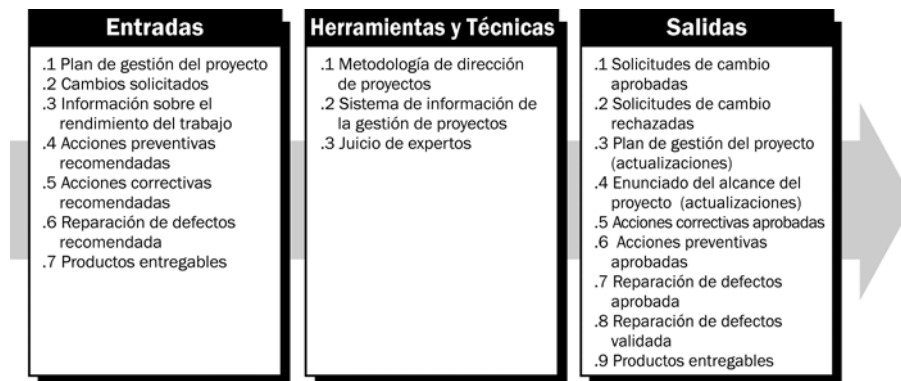 Entradas
.1 Plan de gestión del proyecto
.2 Cambios solicitados
.3 Información sobre el
rendimiento del trabajo
.4 Acciones preventivas
recomendadas
.5 Acciones correctivas
recomendadas
.6 Reparación de defectos
recomendada
.7 Productos entregables
Herramientas y Técnicas
.1 Metodología de dirección
de proyectos
.2 Sistema de información de
la gestión de proyectos
.3 Juicio de expertos
Salidas
.1 Solicitudes de cambio
aprobadas
.2 Solicitudes de cambio
rechazadas
.3 Plan de gestión del proyecto
(actualizaciones)
.4 Enunciado del alcance del
proyecto (actualizaciones)
.5 Acciones correctivas aprobadas
.6 Acciones preventivas
aprobadas
.7 Reparación de defectos
aprobada
.8 Reparación de defectos
validada
.9 Productos entregables